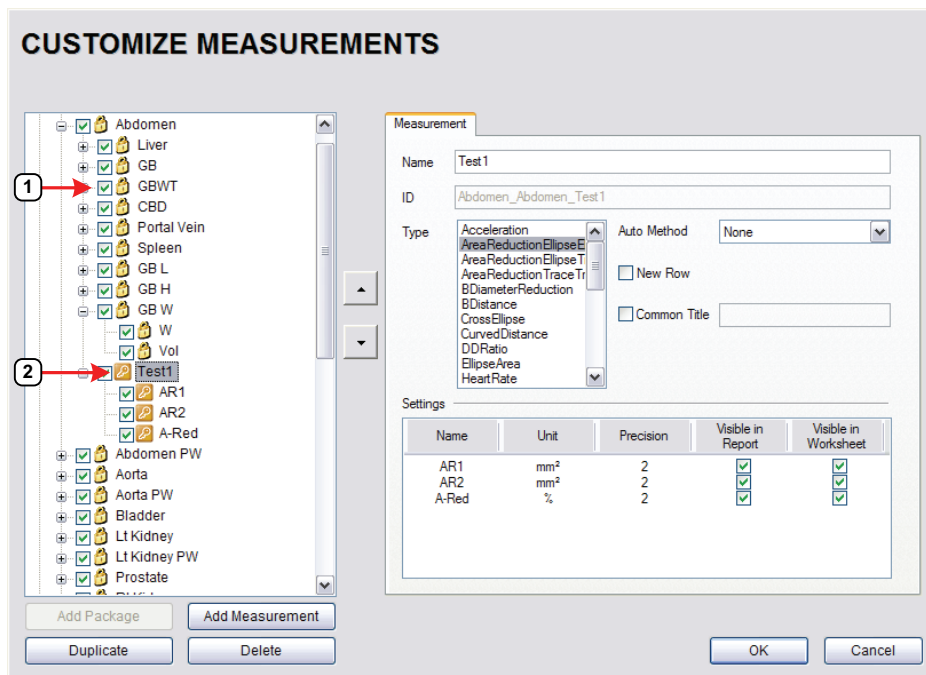 CUSTOMIZE MEASUREMENTS
Abdomen
Liver
GB
1
GBWT
CBD
Portal Vein
Spleen
GB L
GB H
GB W
W
Vol
2
Test1
AR1
AR2
A-Red
Abdomen PW
Aorta
Aorta PW
Bladder
Lt Kidney
Lt Kidney PW
Prostate
Add Package
Add Measurement
Duplicate
Delete
Measurement
Name Test1
ID Abdomen_Abdomen_Test1
Type
Acceleration
AreaReductionEllipseE
AreaReductionEllipseT
AreaReductionTraceTr
BDiameterReduction
BDistance
CrossEllipse
CurvedDistance
DDRatio
EllipseArea
HeartRate
Auto Method None
New Row
Common Title
Settings
Name Unit Precision Visible in Report Visible in Worksheet
AR1 mm² 2
AR2 mm² 2
A-Red % 2
OK
Cancel